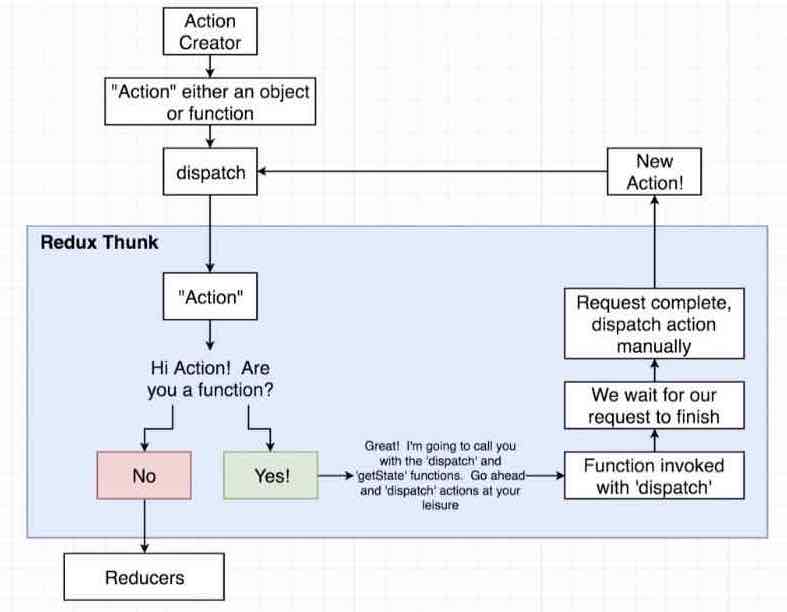 Action
Creator
"Action" either an object
or function
dispatch
New
Action!
Redux Thunk
"Action"
Hi Action! Are
you a function?
No
Yes!
Great! I'm going to call you
with the 'dispatch' and
'getState' functions. Go ahead
and 'dispatch' actions at your
leisure
Function invoked
with 'dispatch'
We wait for our
request to finish
Request complete,
dispatch action
manually
Reducers